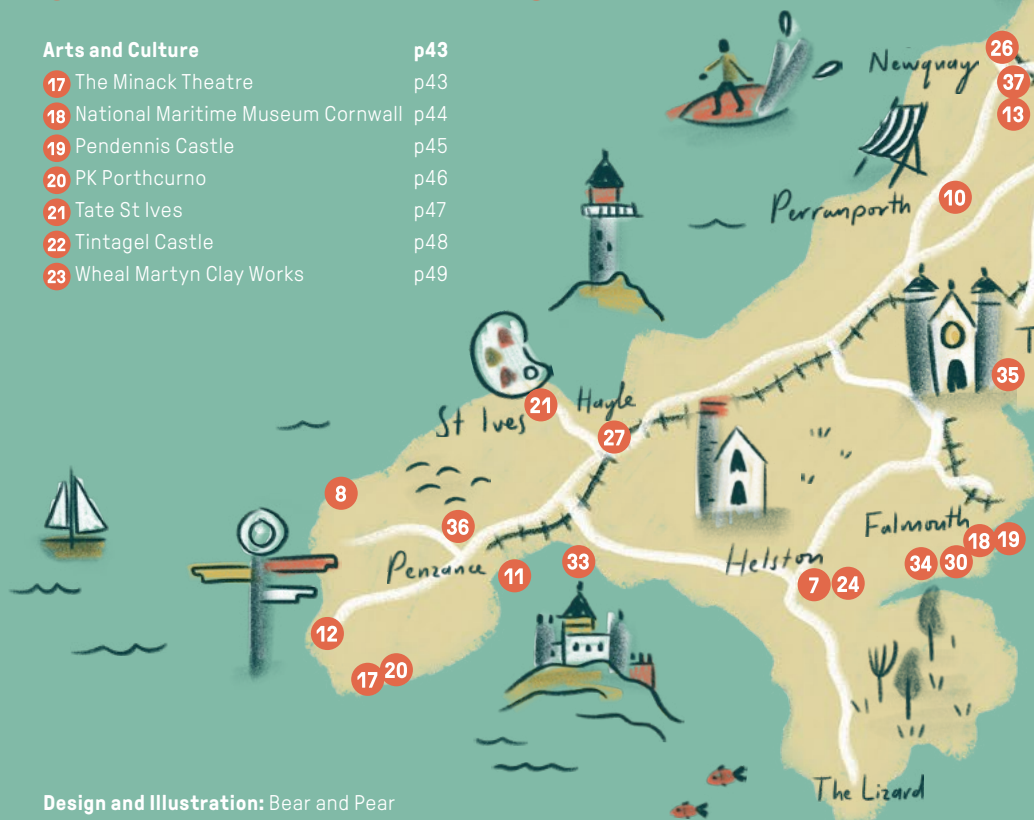 Arts and Culture p43
17 The Minack Theatre p43
18 National Maritime Museum Cornwall p44
19 Pendennis Castle p45
20 PK Porthcurno p46
21 Tate St Ives p47
22 Tintagel Castle p48
23 Wheal Martyn Clay Works p49
26
Newquay
37
13
10
Perranporth
35
21
Hayle
St Ives
27
8
36
Falmouth
18 19
Penzance
11
33
Helston
34 30
7 24
12
17 20
The Lizard
Design and Illustration: Bear and Pear